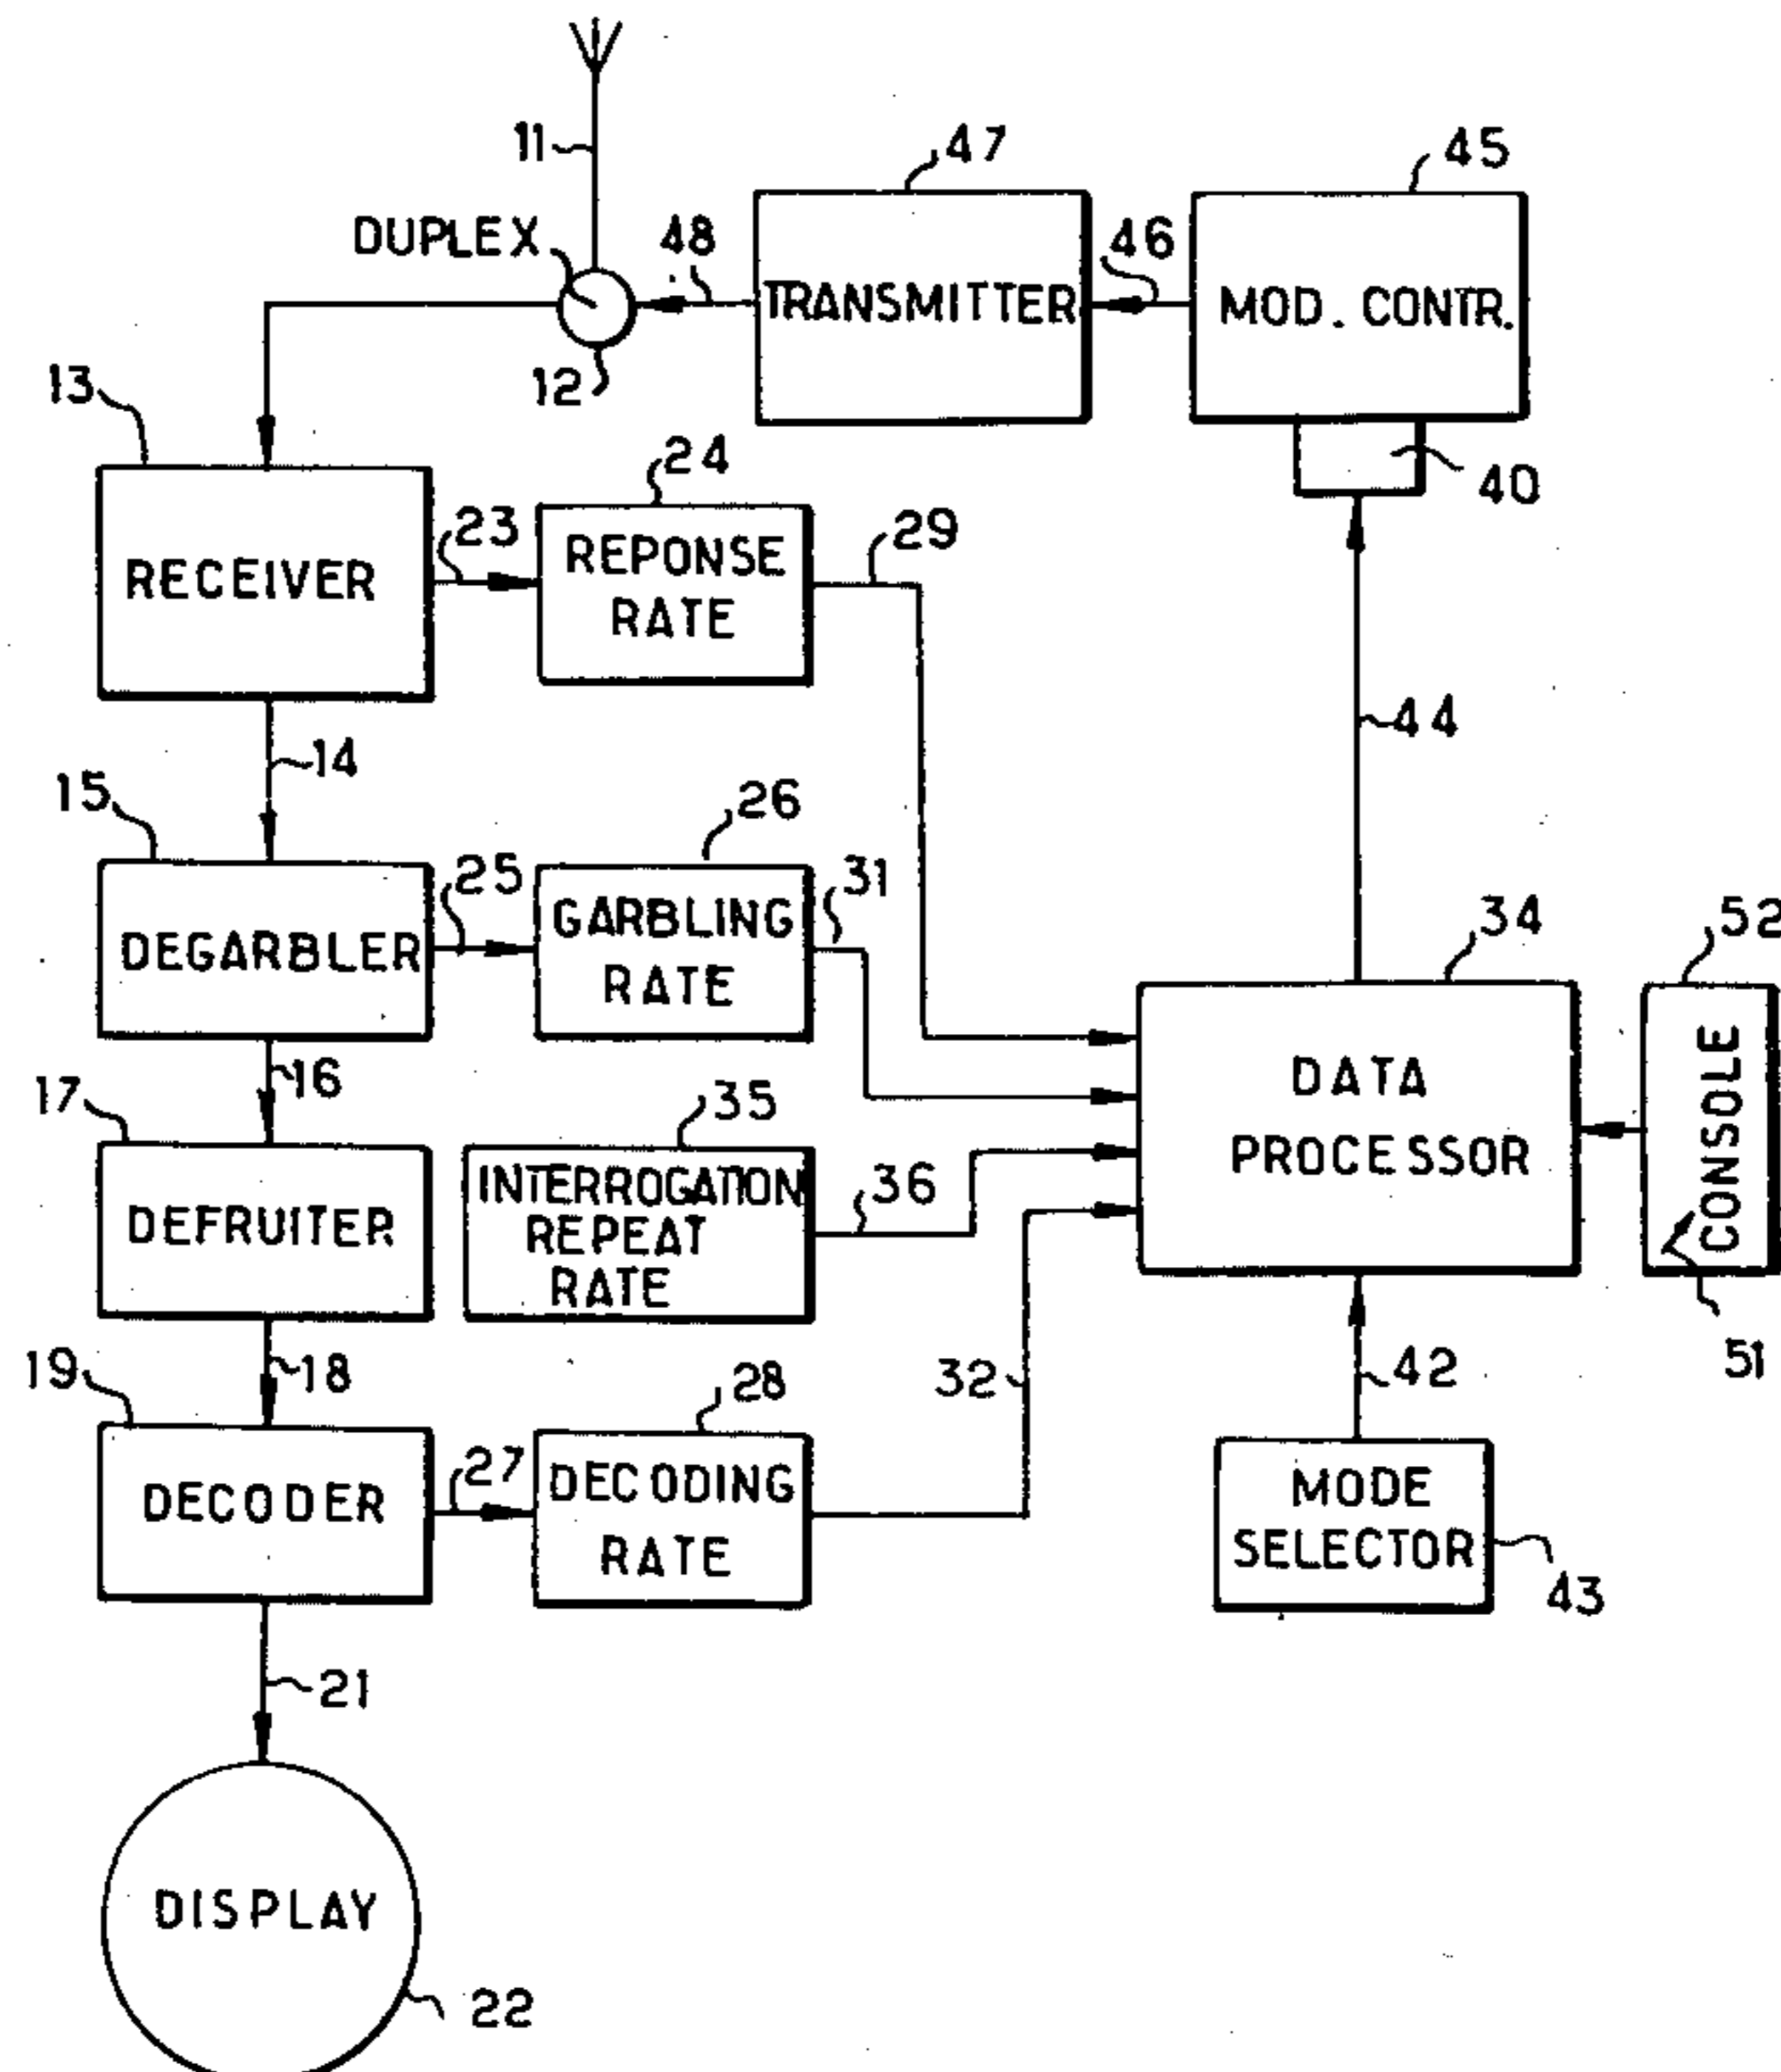 11
47
45
DUPLEX
48
46
TRANSMITTER
MOD. CONTR.
12
13
24
40
23
29
RECEIVER
REPONSE
RATE
44
14
15
26
25
31
DEGARBLER
GARBLING
RATE
34
52
16
17
35
DATA
PROCESSOR
CONSOLE
DEFRUITER
INTERROGATION
REPEAT
RATE
36
51
18
19
28
32
42
27
DECODER
DECODING
RATE
MODE
SELECTOR
43
21
DISPLAY
22